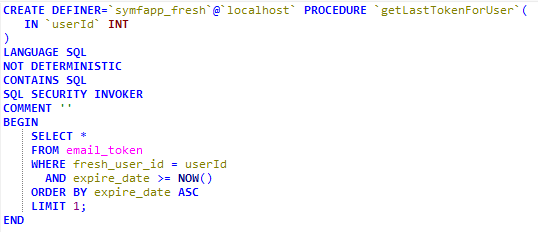 CREATE DEFINER=`symfapp_fresh`@`localhost` PROCEDURE `getLastTokenForUser`(
    IN `userId` INT
)
LANGUAGE SQL
NOT DETERMINISTIC
CONTAINS SQL
SQL SECURITY INVOKER
COMMENT ''
BEGIN
    SELECT *
    FROM email_token
    WHERE fresh_user_id = userId
      AND expire_date >= NOW()
    ORDER BY expire_date ASC
    LIMIT 1;
END